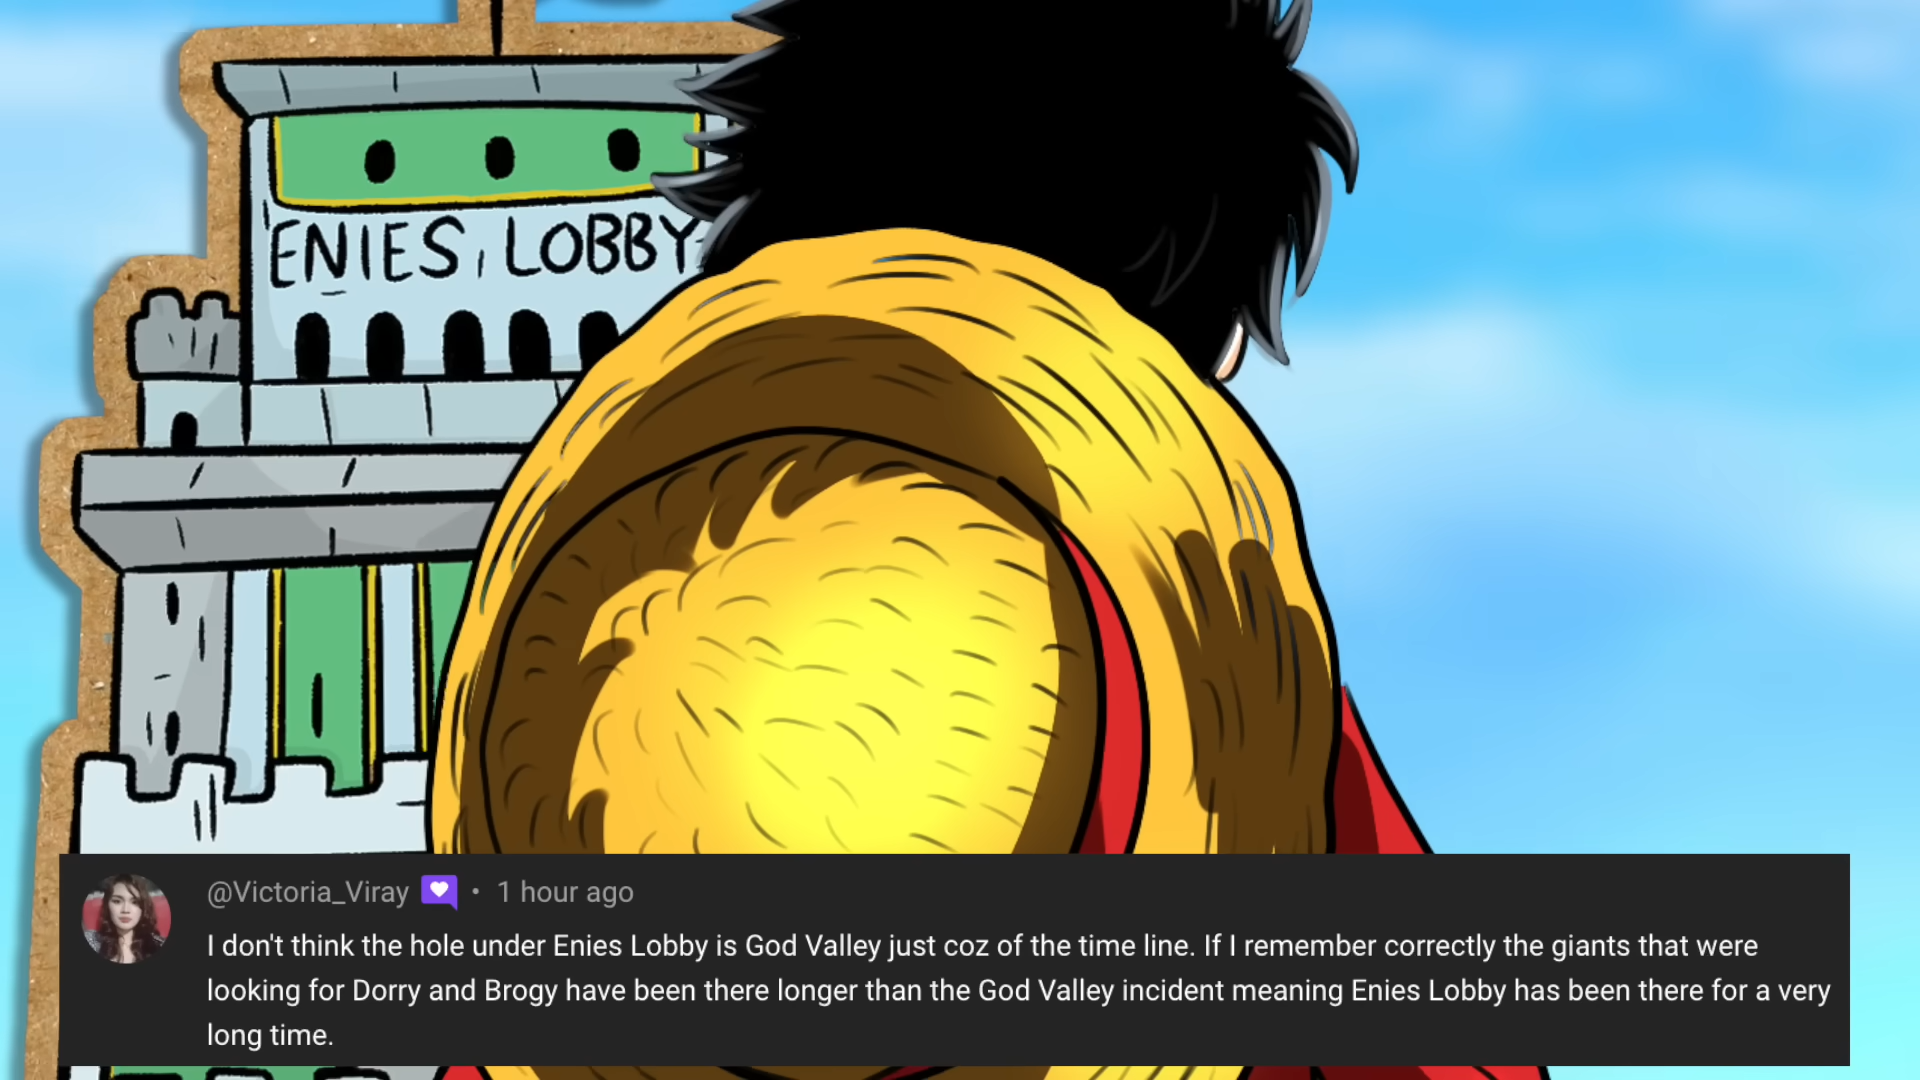 ENIES LOBBY
@Victoria_Viray • 1 hour ago
I don't think the hole under Enies Lobby is God Valley just coz of the time line. If I remember correctly the giants that were
looking for Dorry and Brogy have been there longer than the God Valley incident meaning Enies Lobby has been there for a very
long time.